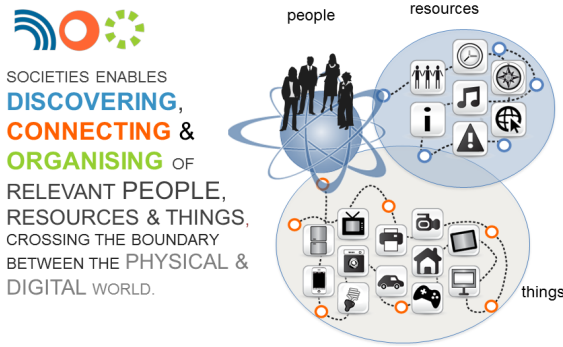 people
resources
SOCIETIES ENABLES
DISCOVERING,
CONNECTING &
ORGANISING OF
RELEVANT PEOPLE,
RESOURCES & THINGS,
CROSSING THE BOUNDARY
BETWEEN THE PHYSICAL &
DIGITAL WORLD.
i
things